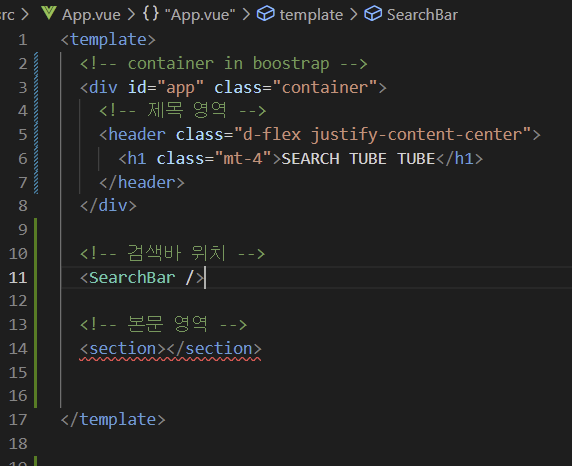 src > App.vue > {} "App.vue" > template > SearchBar
1 <template>
2 <!-- container in boostrap -->
3 <div id="app" class="container">
4 <!-- 제목 영역 -->
5 <header class="d-flex justify-content-center">
6 <h1 class="mt-4">SEARCH TUBE TUBE</h1>
7 </header>
8 </div>
9
10 <!-- 검색바 위치 -->
11 <SearchBar />
12
13 <!-- 본문 영역 -->
14 <section></section>
15
16
17 </template>
18
19